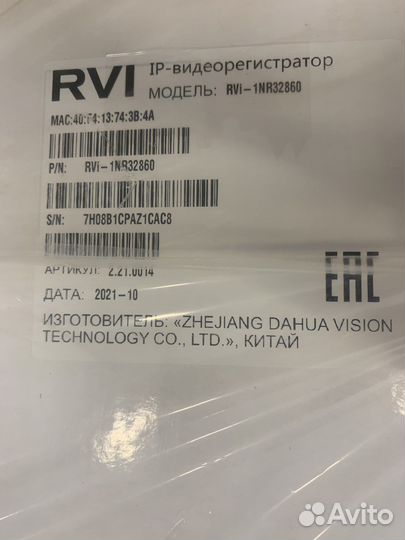 RVI IP-видеорегистратор
МОДЕЛЬ: RVi-1NR32860
MAC:40:F4:13:74:3B:4A
P/N: RVi-1NR32860
S/N: 7H08B1CPAZ1CAC8
АРТИКУЛ: 2.21.0014
ДАТА: 2021-10
EAC
ИЗГОТОВИТЕЛЬ: «ZHEJIANG DAHUA VISION
TECHNOLOGY CO., LTD.», КИТАЙ
Avito